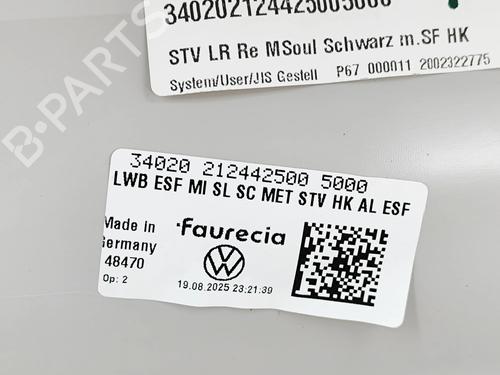 3402021244250050​00
STV LR Re MSoul Schwarz m.SF HK
System/User/JIS Gestell P67 000011 2002322775
34020 212442500 5000
LWB ESF MI SL SC MET STV HK AL ESF
Made In
Germany
48470
Op: 2
faurecia
19.08.2025 23:21:39
B-PARTS